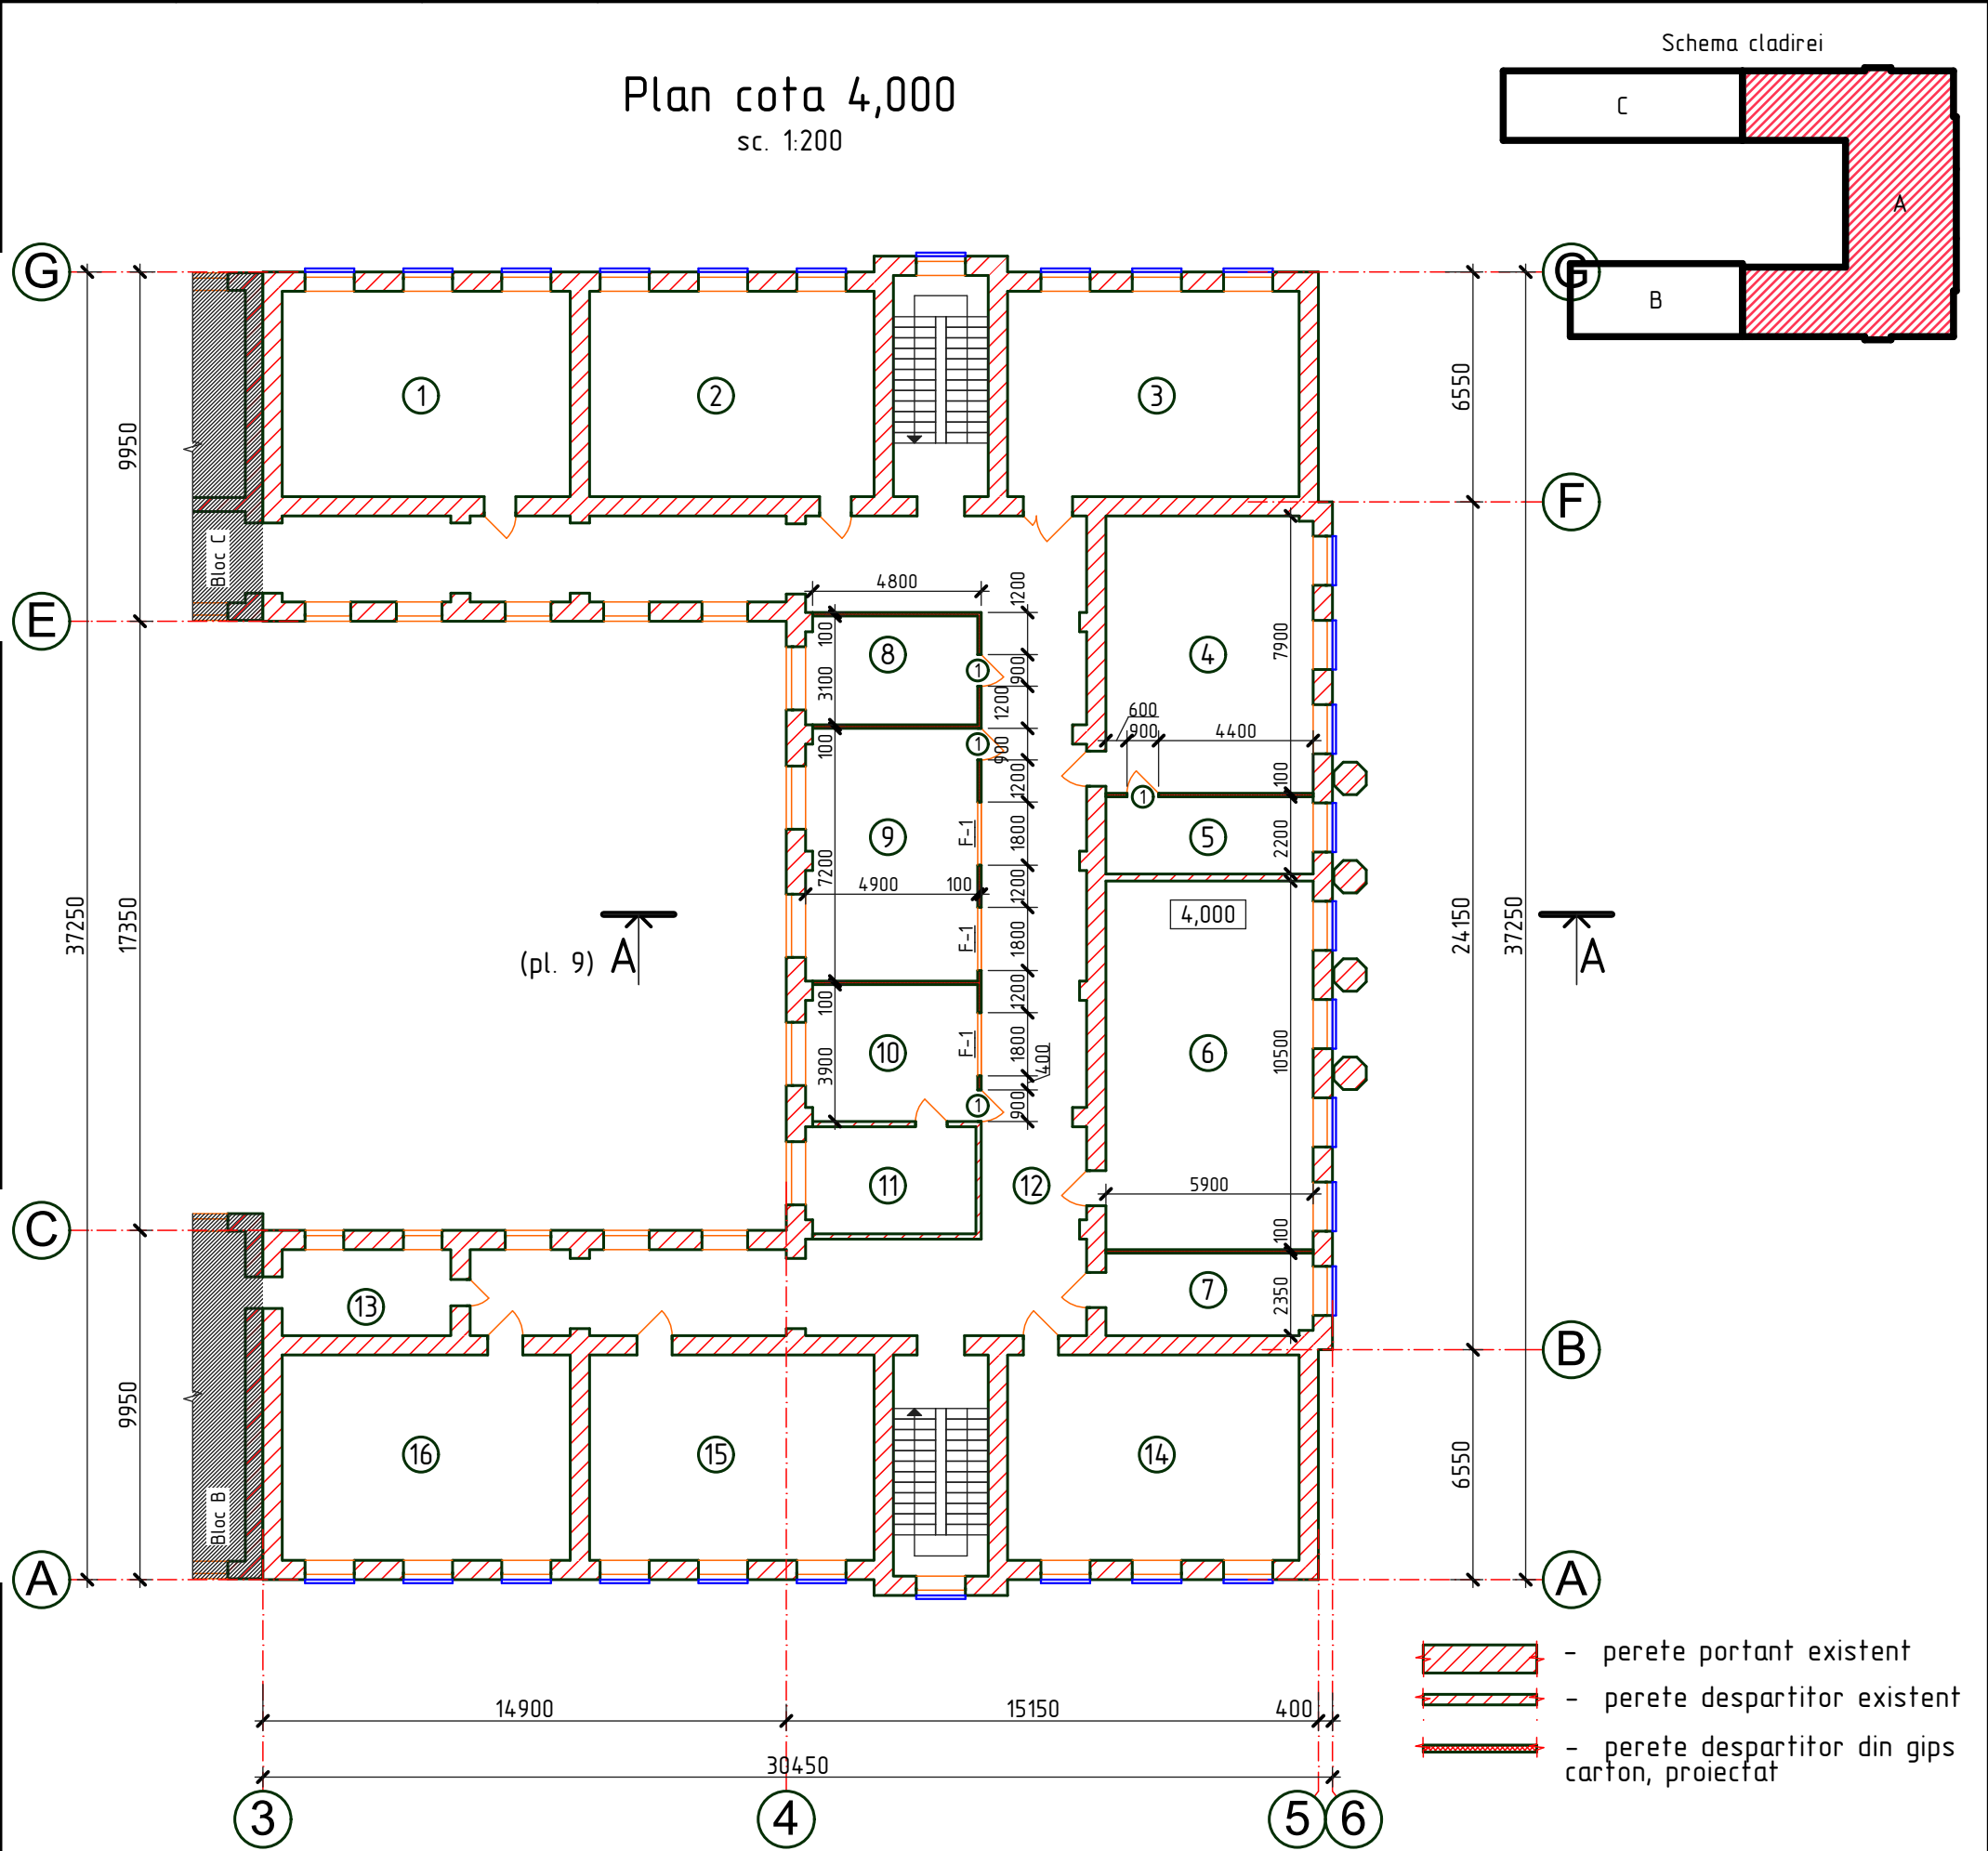 Schema cladirei
Plan cota 4,000
sc. 1:200
C
A
B
G
G
1
2
3
6550
9950
F
F-1
F-1
F-1
Bloc C
E
4800
1200
100
8
1
900
3100
1200
4
7900
600
900
4400
100
1
900
1200
100
1
5
2200
9
1800
7200
4900
100
1200
4,000
37250
17350
24150
37250
(pl. 9) A
A
1800
1200
100
10
1800
400
3900
6
10500
1
900
11
12
5900
C
100
13
7
2350
B
9950
16
15
14
6550
Bloc B
A
A
- perete portant existent
- perete despartitor existent
- perete despartitor din gips
carton, proiectat
14900
15150
400
30450
3
4
5
6